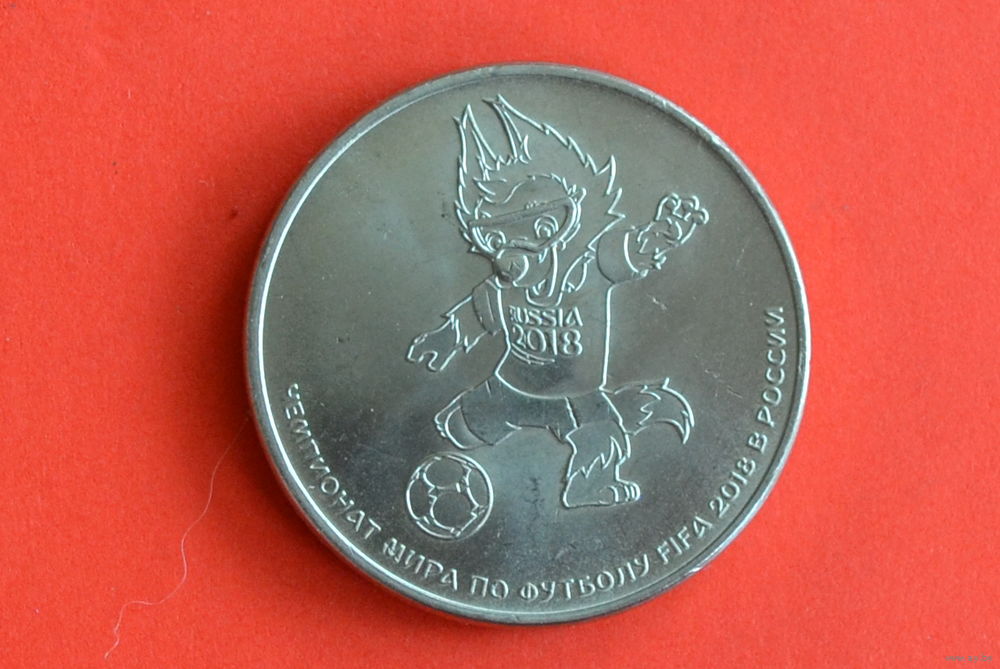 RUSSIA
2018
ЧЕМПИОНАТ МИРА ПО ФУТБОЛУ FIFA 2018 В РОССИИ